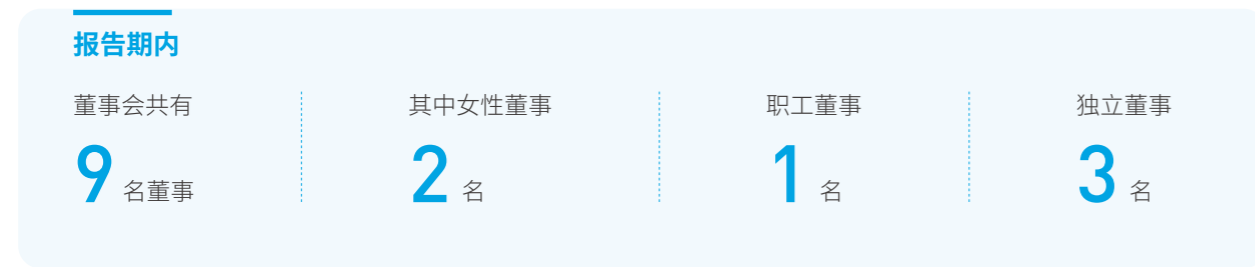 报告期内
董事会共有
9 名董事
其中女性董事
2 名
职工董事
1 名
独立董事
3 名